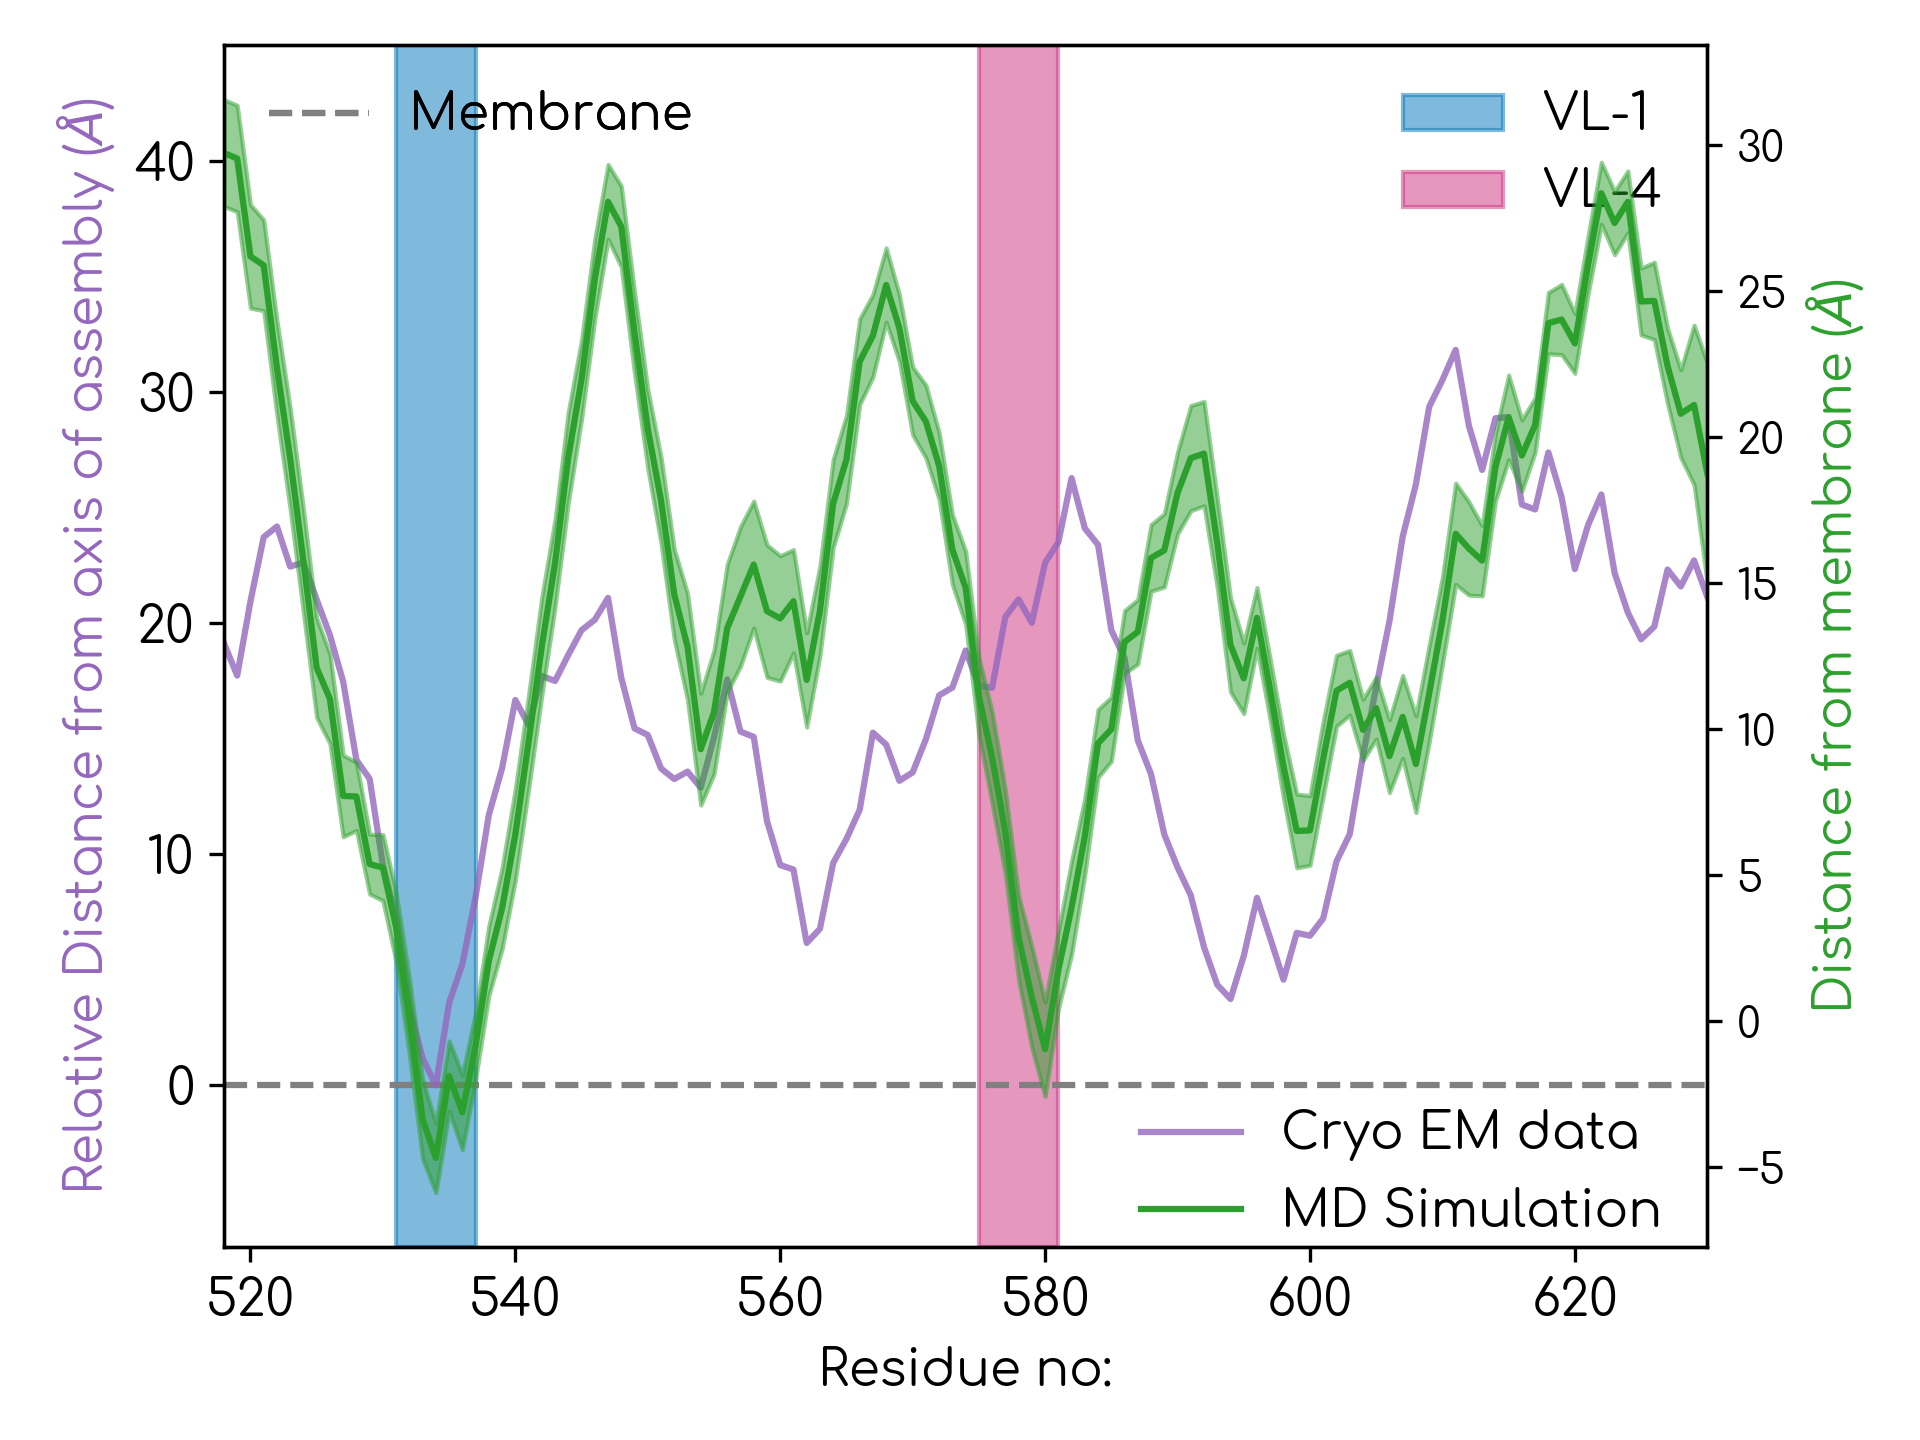 Relative Distance from axis of assembly (Å)
40
30
20
10
0
Membrane
VL-1
VL-4
30
25
20
15
10
5
0
−5
Distance from membrane (Å)
Cryo EM data
MD Simulation
520
540
560
580
600
620
Residue no: